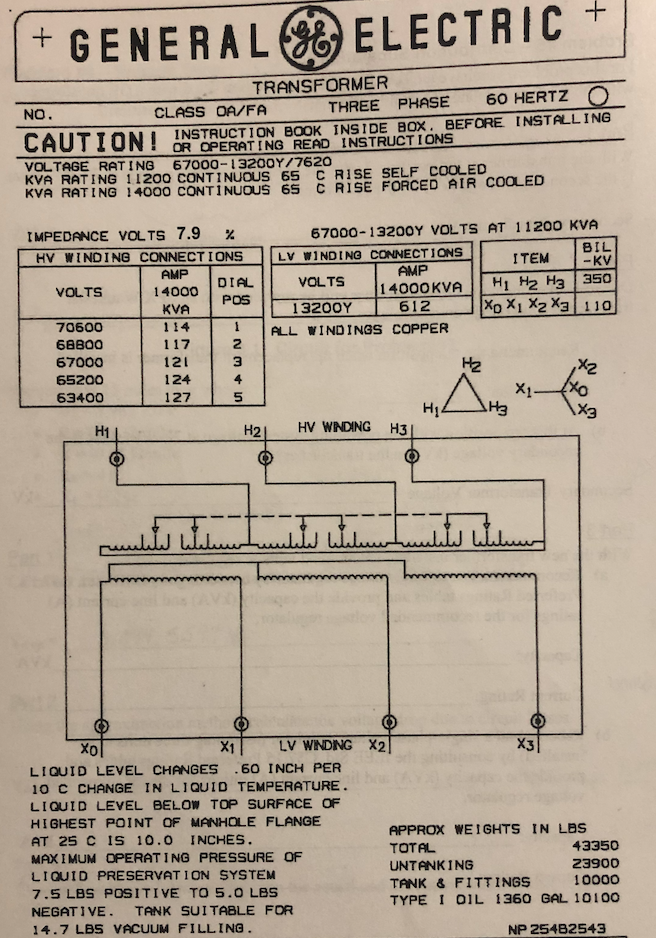 + GENERAL GE ELECTRIC +
TRANSFORMER
NO. CLASS OA/FA THREE PHASE 60 HERTZ
CAUTION! INSTRUCTION BOOK INSIDE BOX. BEFORE INSTALLING
OR OPERATING READ INSTRUCTIONS
VOLTAGE RATING 67000-13200Y/7620
KVA RATING 11200 CONTINUOUS 65 C RISE SELF COOLED
KVA RATING 14000 CONTINUOUS 65 C RISE FORCED AIR COOLED
IMPEDANCE VOLTS 7.9 % 67000-13200Y VOLTS AT 11200 KVA
HV WINDING CONNECTIONS
VOLTS AMP 14000 KVA DIAL POS
70600 114 1
68800 117 2
67000 121 3
65200 124 4
63400 127 5
LV WINDING CONNECTIONS
VOLTS AMP 14000KVA
13200Y 612
ITEM BIL -KV
H1 H2 H3 350
X0 X1 X2 X3 110
ALL WINDINGS COPPER
H2
H1 H3
X2
X1 X0
X3
H1 H2 HV WINDING H3
X0 X1 LV WINDING X2 X3
LIQUID LEVEL CHANGES .60 INCH PER
10 C CHANGE IN LIQUID TEMPERATURE.
LIQUID LEVEL BELOW TOP SURFACE OF
HIGHEST POINT OF MANHOLE FLANGE
AT 25 C IS 10.0 INCHES.
MAXIMUM OPERATING PRESSURE OF
LIQUID PRESERVATION SYSTEM
7.5 LBS POSITIVE TO 5.0 LBS
NEGATIVE. TANK SUITABLE FOR
14.7 LBS VACUUM FILLING.
APPROX WEIGHTS IN LBS
TOTAL 43350
UNTANKING 23900
TANK & FITTINGS 10000
TYPE I OIL 1360 GAL 10100
NP 254B2543